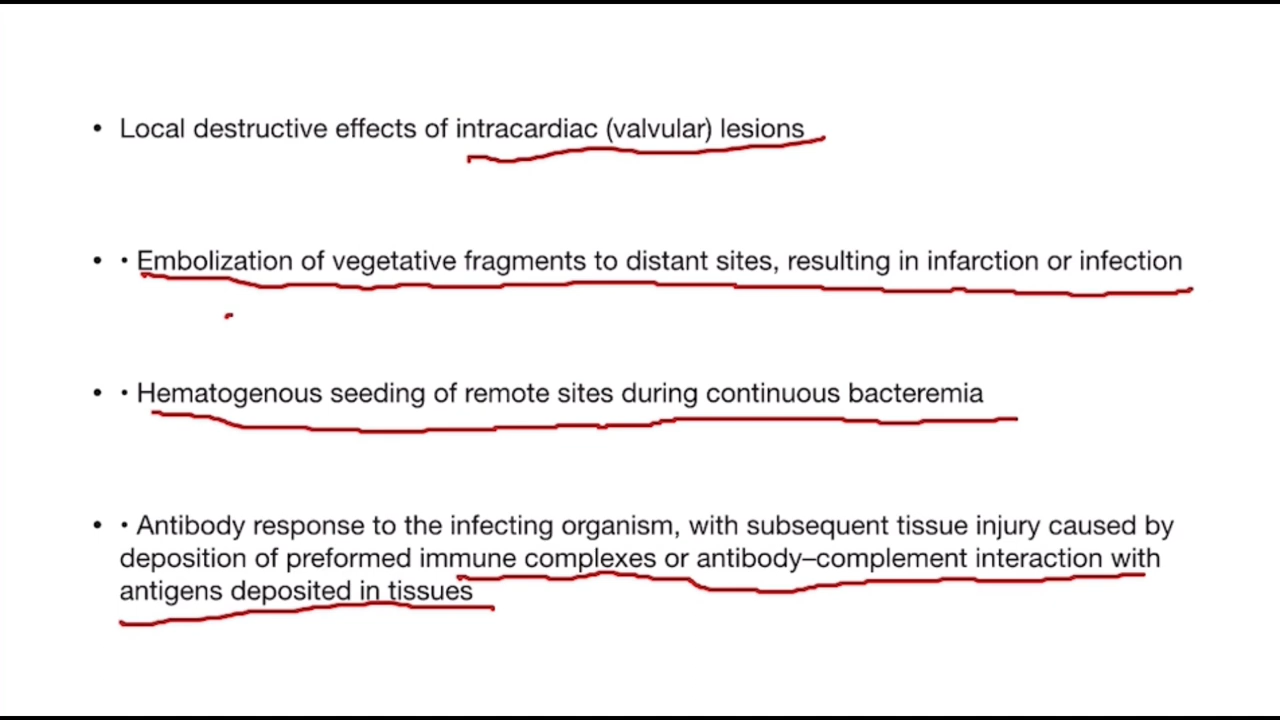 • Local destructive effects of intracardiac (valvular) lesions
• • Embolization of vegetative fragments to distant sites, resulting in infarction or infection
• • Hematogenous seeding of remote sites during continuous bacteremia
• • Antibody response to the infecting organism, with subsequent tissue injury caused by
deposition of preformed immune complexes or antibody–complement interaction with
antigens deposited in tissues